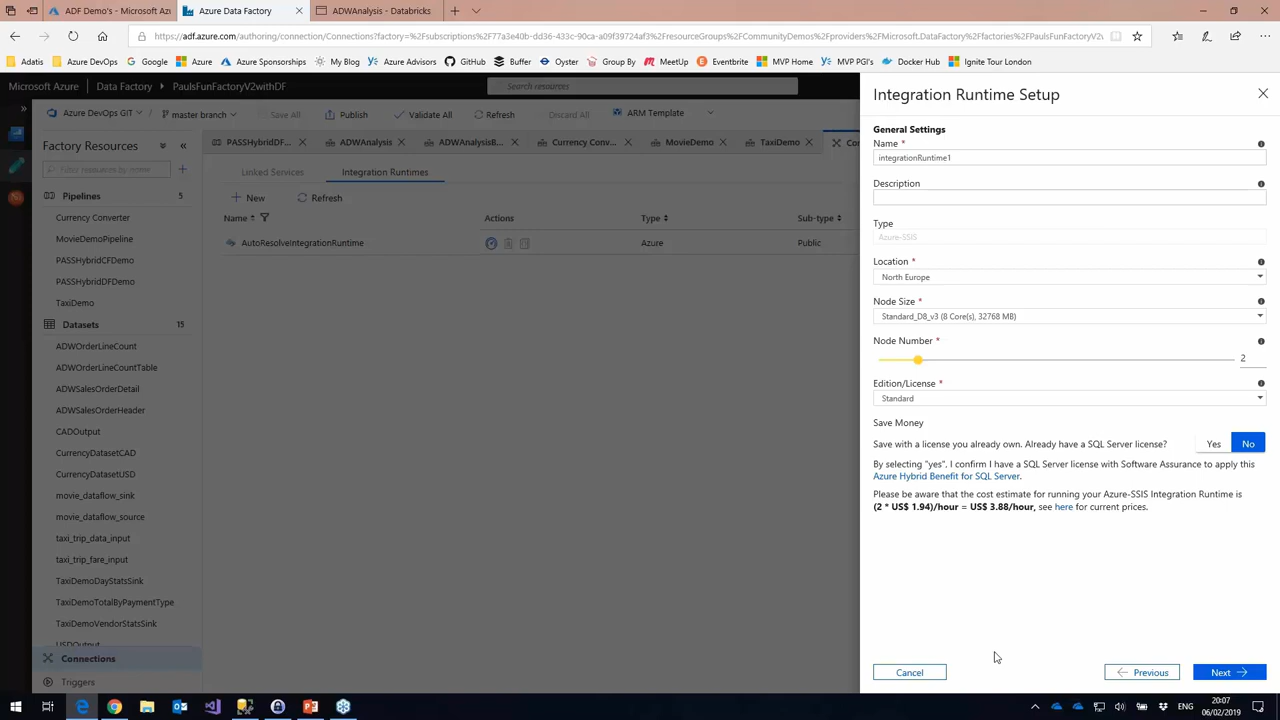 Microsoft Azure - ADF Demo's - Microsoft Azi
Azure Data Factory
ADWAnalysis - Databricks
https://adf.azure.com/authoring/connection/Connections?factory=%2Fsubscriptions%2F77a3e40b-dd36-433c-90ca-a09f39724af3%2FresourceGroups%2FCommunityDemos%2Fproviders%2FMicrosoft.DataFactory%2Ffactories%2FPaulsFunFactoryV2v
Adatis
Azure DevOps
Google
Azure
Azure Sponsorships
My Blog
Azure Advisors
GitHub
Buffer
Oyster
Group By
MeetUp
Eventbrite
MVP Home
MVP PGI's
Docker Hub
Ignite Tour London
Microsoft Azure
Data Factory
PaulsFunFactoryV2withDF
Search resources
Azure DevOps GIT
master branch
Save All
Publish
Validate All
Refresh
Discard All
ARM Template
Factory Resources
Filter resources by name
Pipelines 5
Currency Converter
MovieDemoPipeline
PASSHybridCFDemo
PASSHybridDFDemo
TaxiDemo
Datasets 15
ADWOrderLineCount
ADWOrderLineCountTable
ADWSalesOrderDetail
ADWSalesOrderHeader
CADOutput
CurrencyDatasetCAD
CurrencyDatasetUSD
movie_dataflow_sink
movie_dataflow_source
taxi_trip_data_input
taxi_trip_fare_input
TaxiDemoDayStatsSink
TaxiDemoTotalByPaymentType
TaxiDemoVendorStatsSink
USDOutput
Connections
Triggers
PASSHybridDF...
ADWAnalysis
ADWAnalysisB...
Currency Conv...
MovieDemo
TaxiDemo
Con
Linked Services
Integration Runtimes
New
Refresh
Name
Actions
Type
Sub-type
AutoResolveIntegrationRuntime
Azure
Public
Integration Runtime Setup
General Settings
Name *
integrationRuntime1
Description
Type
Azure-SSIS
Location *
North Europe
Node Size *
Standard_D8_v3 (8 Core(s), 32768 MB)
Node Number *
2
Edition/License *
Standard
Save Money
Save with a license you already own. Already have a SQL Server license?
Yes
No
By selecting "yes", I confirm I have a SQL Server license with Software Assurance to apply this
Azure Hybrid Benefit for SQL Server.
Please be aware that the cost estimate for running your Azure-SSIS Integration Runtime is
(2 * US$ 1.94)/hour = US$ 3.88/hour, see here for current prices.
Cancel
Previous
Next
ENG
20:07
06/02/2019